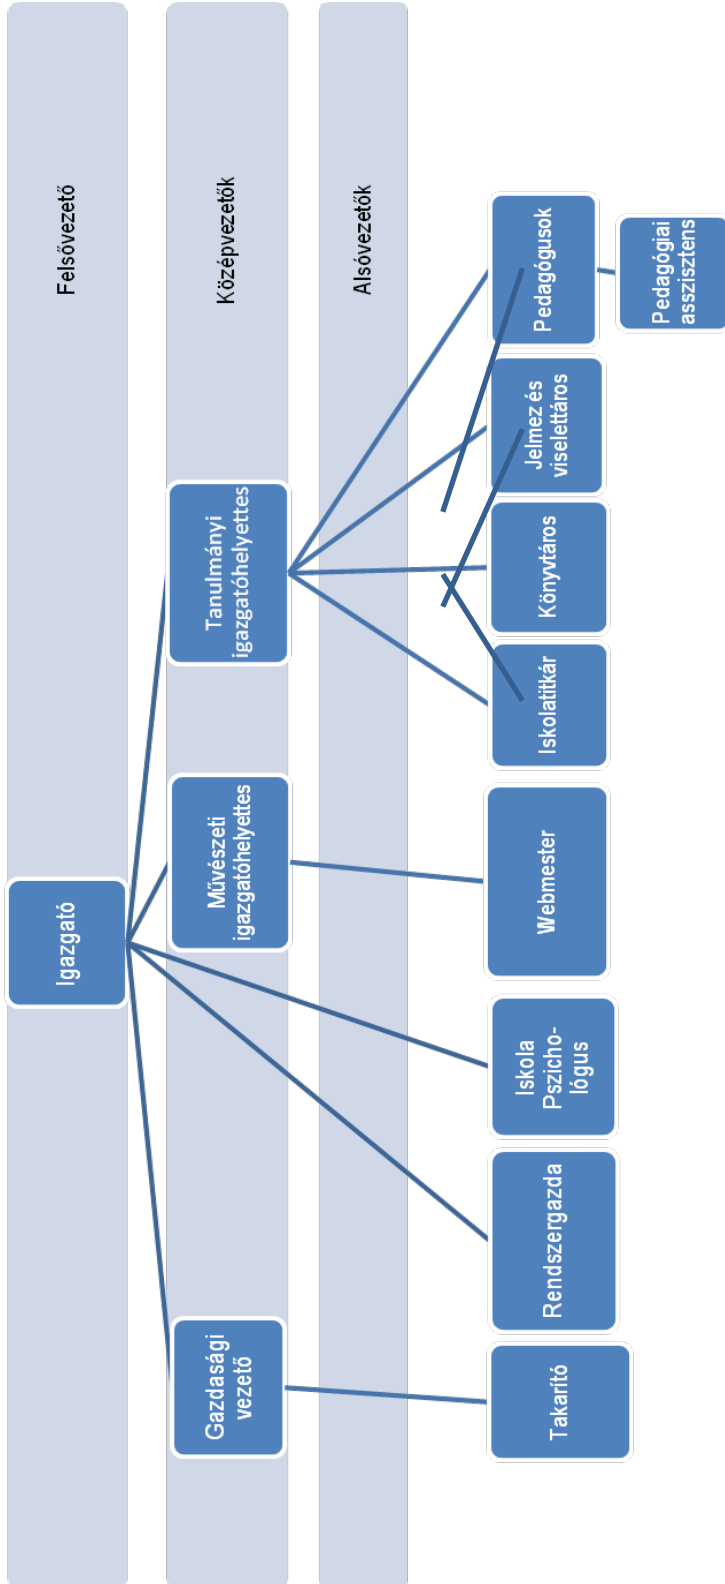 Felsővezető
Igazgató
Középvezetők
Gazdasági
vezető
Művészeti
igazgatóhelyettes
Tanulmányi
igazgatóhelyettes
Alsóvezetők
Takarító
Rendszergazda
Iskola
Pszicho-
lógus
Webmester
Iskolatitkár
Könyvtáros
Jelmez és
viselettáros
Pedagógusok
Pedagógiai
asszisztens